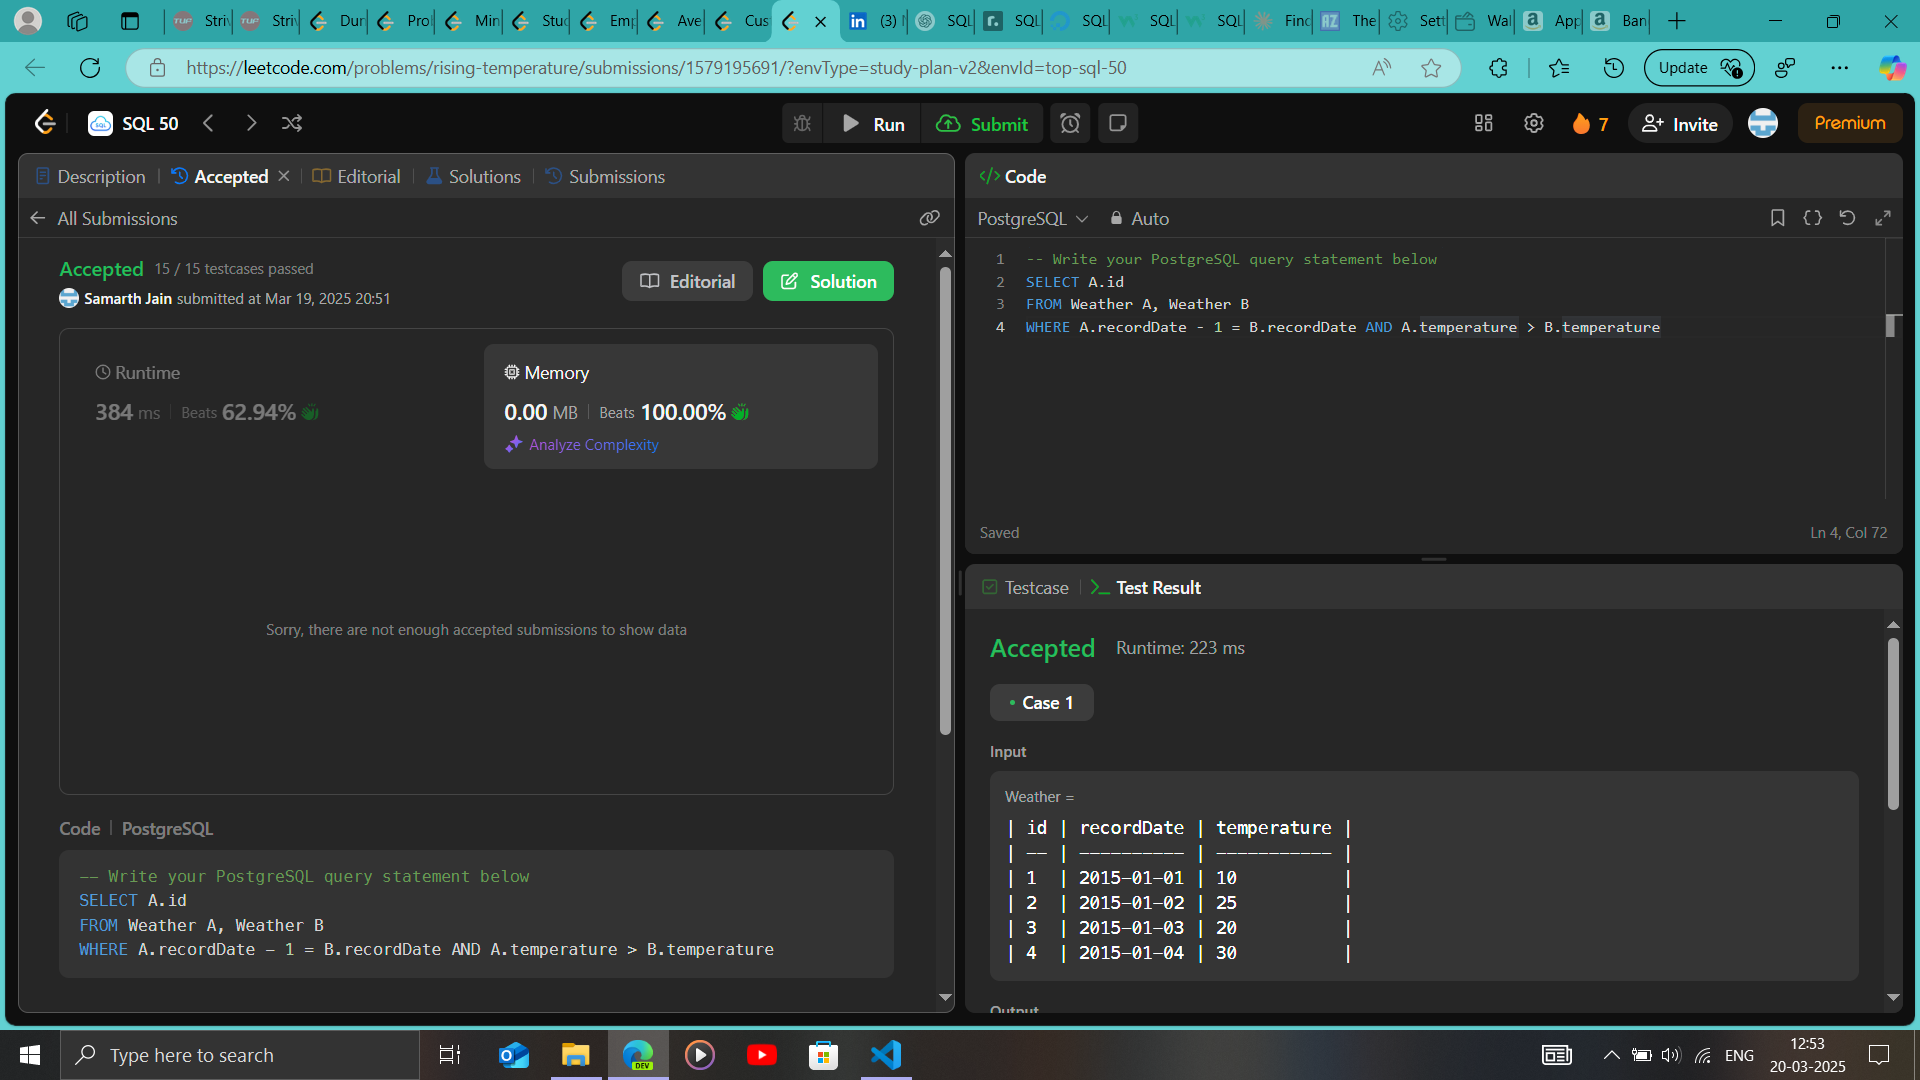 Striv
Striv
Dur
Prol
Min
Stuc
Emp
Ave
Cus
(3) N
SQL
SQL
SQL
SQL
SQL
Finc
The
Sett
Wal
App
Ban
https://leetcode.com/problems/rising-temperature/submissions/1579195691/?envType=study-plan-v2&envId=top-sql-50
Update
SQL 50
Run
Submit
7
Invite
Premium
Description
Accepted
Editorial
Solutions
Submissions
All Submissions
Accepted 15 / 15 testcases passed
Samarth Jain submitted at Mar 19, 2025 20:51
Editorial
Solution
Runtime
384 ms | Beats 62.94%
Memory
0.00 MB | Beats 100.00%
Analyze Complexity
Sorry, there are not enough accepted submissions to show data
Code | PostgreSQL
-- Write your PostgreSQL query statement below
SELECT A.id
FROM Weather A, Weather B
WHERE A.recordDate - 1 = B.recordDate AND A.temperature > B.temperature
</> Code
PostgreSQL
Auto
1 -- Write your PostgreSQL query statement below
2 SELECT A.id
3 FROM Weather A, Weather B
4 WHERE A.recordDate - 1 = B.recordDate AND A.temperature > B.temperature
Saved
Ln 4, Col 72
Testcase
Test Result
Accepted Runtime: 223 ms
• Case 1
Input
Weather =
| id | recordDate | temperature |
| -- | ---------- | ----------- |
| 1 | 2015-01-01 | 10 |
| 2 | 2015-01-02 | 25 |
| 3 | 2015-01-03 | 20 |
| 4 | 2015-01-04 | 30 |
Output
Type here to search
DEV
ENG
12:53
20-03-2025